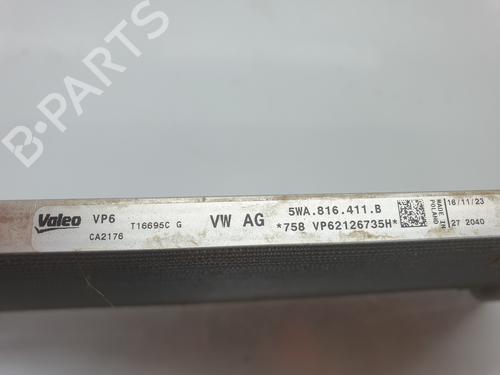 B-PARTS
Valeo VP6 T16695C G VW AG 5WA.816.411.B
CA2176 *758 VP62126735H*
MADE IN
POLAND
16/11/23
27 2040